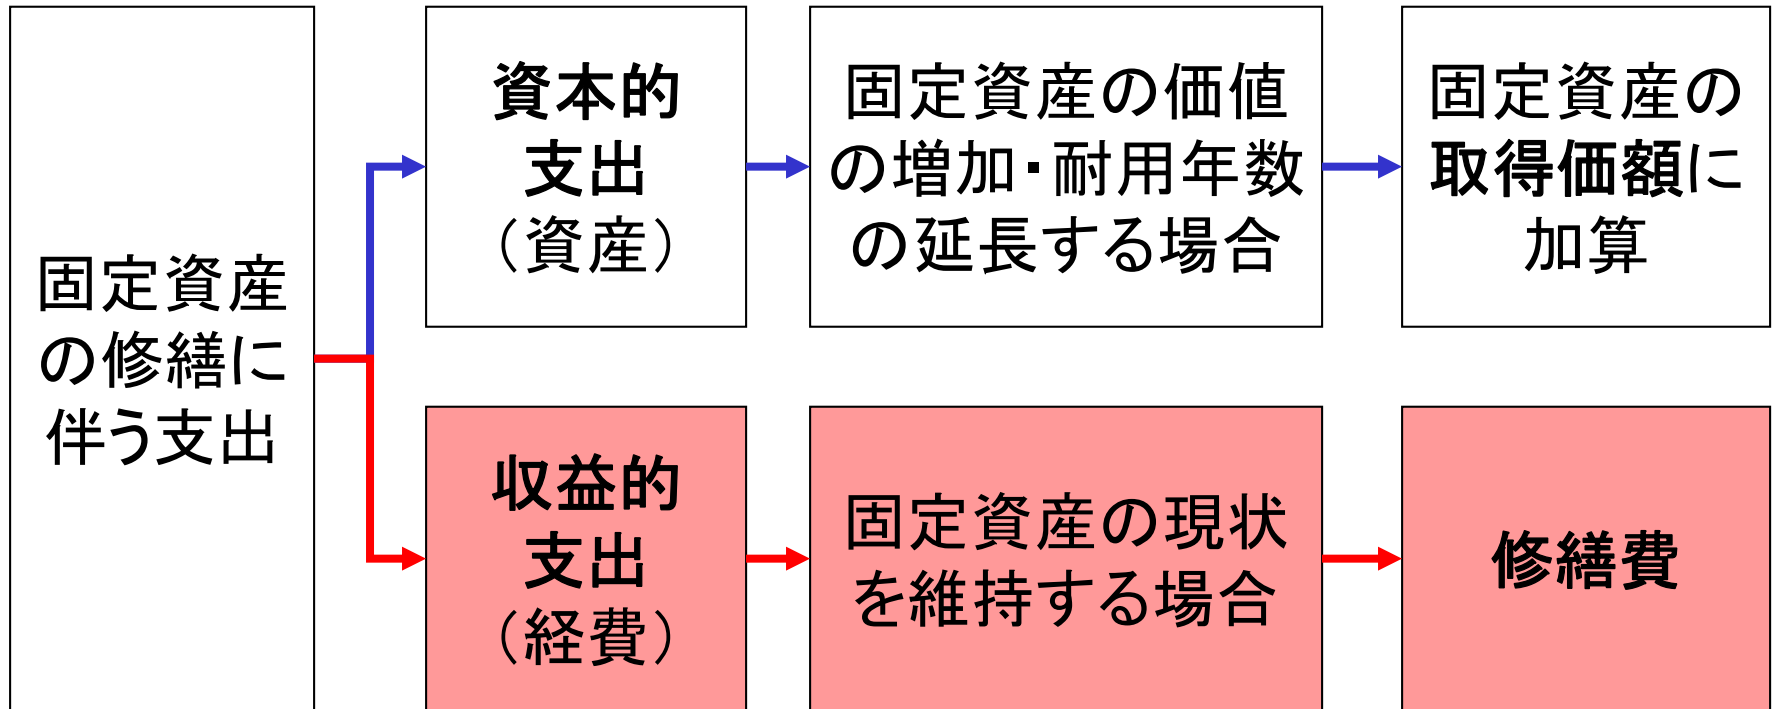 固定資産
の修繕に
伴う支出
資本的
支出
（資産）
固定資産の価値
の増加・耐用年数
の延長する場合
固定資産の
取得価額に
加算
収益的
支出
（経費）
固定資産の現状
を維持する場合
修繕費